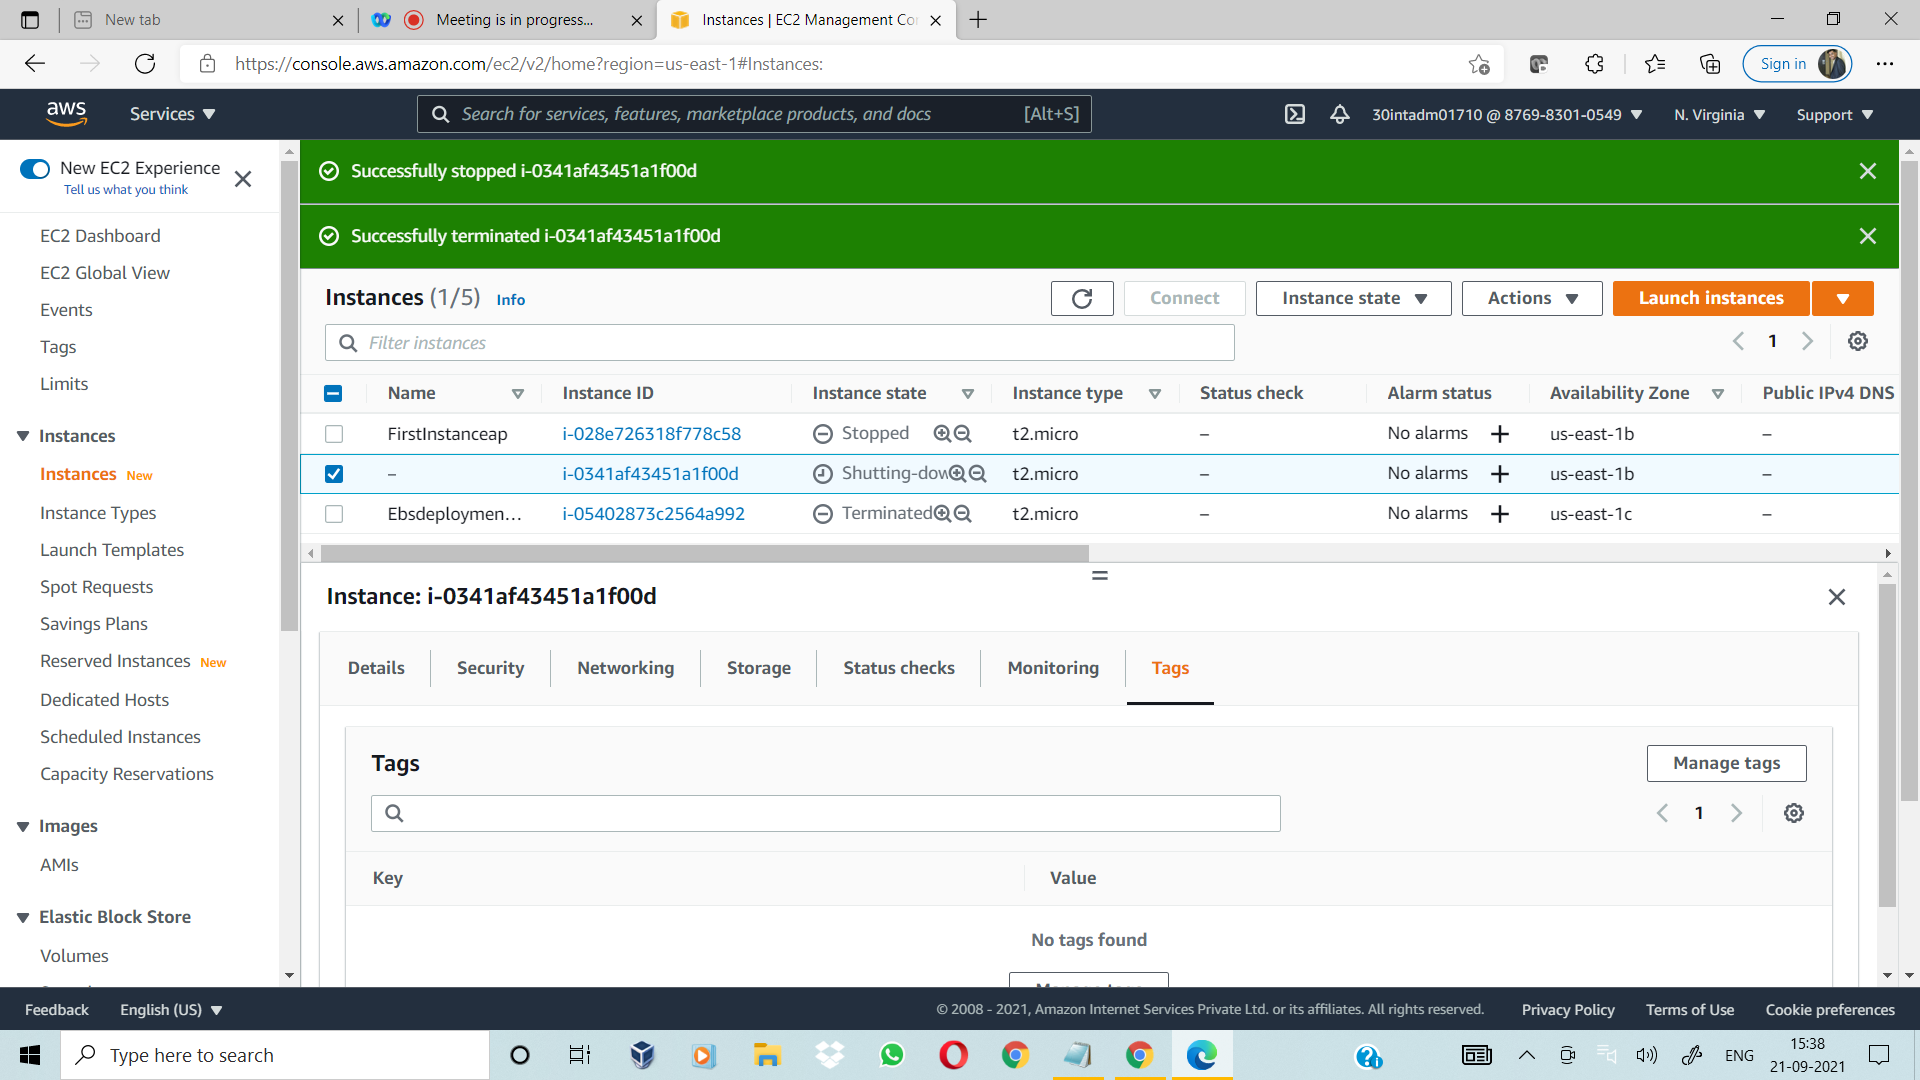 New tab
Meeting is in progress...
Instances | EC2 Management Co
https://console.aws.amazon.com/ec2/v2/home?region=us-east-1#Instances:
Sign in
aws
Services
Search for services, features, marketplace products, and docs
[Alt+S]
30intadm01710 @ 8769-8301-0549
N. Virginia
Support
New EC2 Experience
Tell us what you think
EC2 Dashboard
EC2 Global View
Events
Tags
Limits
Instances
Instances New
Instance Types
Launch Templates
Spot Requests
Savings Plans
Reserved Instances New
Dedicated Hosts
Scheduled Instances
Capacity Reservations
Images
AMIs
Elastic Block Store
Volumes
Successfully stopped i-0341af43451a1f00d
Successfully terminated i-0341af43451a1f00d
Instances (1/5) Info
Connect
Instance state
Actions
Launch instances
Filter instances
1
Name Instance ID Instance state Instance type Status check Alarm status Availability Zone Public IPv4 DNS
FirstInstanceap i-028e726318f778c58 Stopped t2.micro – No alarms + us-east-1b –
– i-0341af43451a1f00d Shutting-dow t2.micro – No alarms + us-east-1b –
Ebsdeploymen... i-05402873c2564a992 Terminated t2.micro – No alarms + us-east-1c –
Instance: i-0341af43451a1f00d
Details Security Networking Storage Status checks Monitoring Tags
Tags
Manage tags
1
Key Value
No tags found
Feedback
English (US)
© 2008 - 2021, Amazon Internet Services Private Ltd. or its affiliates. All rights reserved.
Privacy Policy
Terms of Use
Cookie preferences
Type here to search
ENG
15:38
21-09-2021